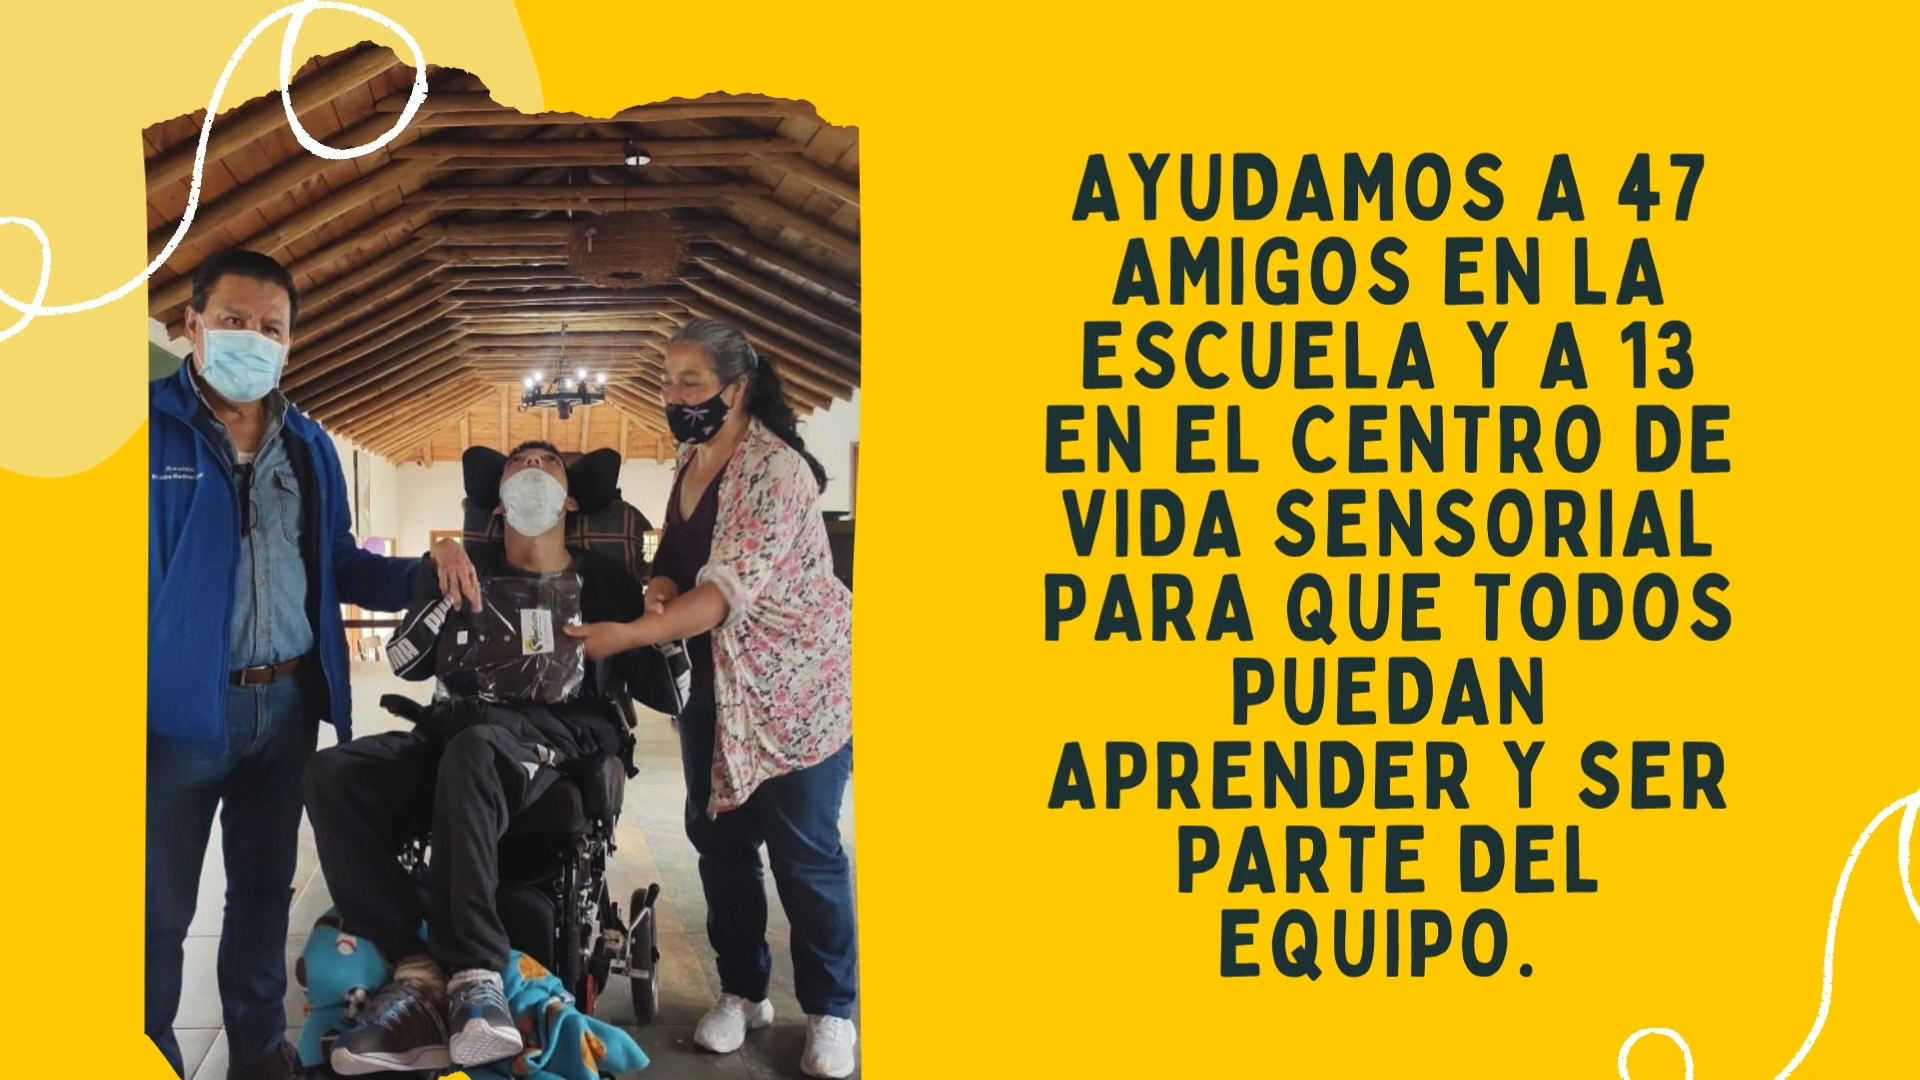 AYUDAMOS A 47
AMIGOS EN LA
ESCUELA Y A 13
EN EL CENTRO DE
VIDA SENSORIAL
PARA QUE TODOS
PUEDAN
APRENDER Y SER
PARTE DEL
EQUIPO.
PUMA